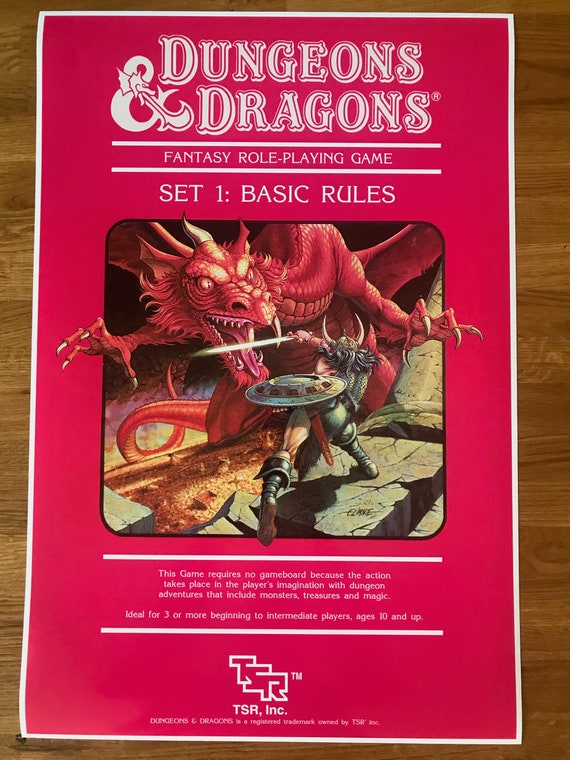 DUNGEONS
& DRAGONS®
FANTASY ROLE-PLAYING GAME
SET 1: BASIC RULES
ELMORE
This Game requires no gameboard because the action
takes place in the player's imagination with dungeon
adventures that include monsters, treasures and magic.
Ideal for 3 or more beginning to intermediate players, ages 10 and up.
TSR™
TSR, Inc.
DUNGEONS & DRAGONS is a registered trademark owned by TSR® Inc.